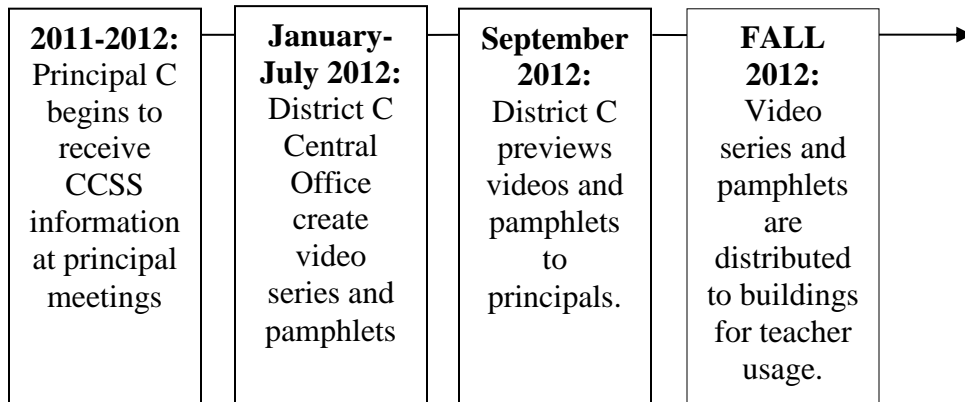 2011-2012:
Principal C
begins to
receive
CCSS
information
at principal
meetings
January-
July 2012:
District C
Central
Office
create
video
series and
pamphlets
September
2012:
District C
previews
videos and
pamphlets
to
principals.
FALL
2012:
Video
series and
pamphlets
are
distributed
to buildings
for teacher
usage.